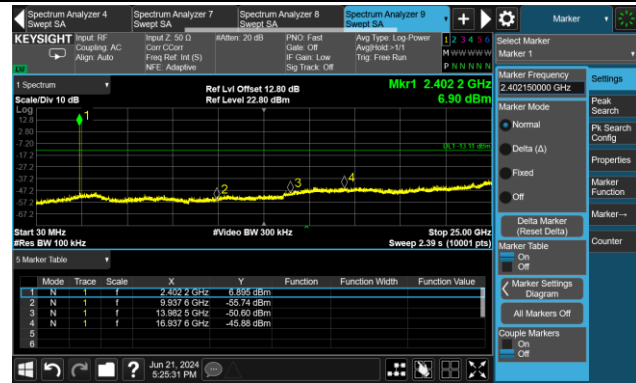 Spectrum Analyzer 4
Swept SA
Spectrum Analyzer 7
Swept SA
Spectrum Analyzer 8
Swept SA
Spectrum Analyzer 9
Swept SA
Marker
KEYSIGHT
Input: RF
Coupling: AC
Align: Auto
Input Z: 50 Ω
Corr CCorr
Freq Ref: Int (S)
NFE: Adaptive
#Atten: 20 dB
PNO: Fast
Gate: Off
IF Gain: Low
Sig Track: Off
Avg Type: Log-Power
Avg|Hold:>1/1
Trig: Free Run
1 2 3 4 5 6
M W W W W W
P N N N N N
Select Marker
Marker 1
1 Spectrum
Scale/Div 10 dB
Ref Lvl Offset 12.80 dB
Ref Level 22.80 dBm
Mkr1 2.402 2 GHz
6.90 dBm
Log
12.8
2.80
-7.20
-17.2
-27.2
-37.2
-47.2
-57.2
-67.2
1
2
3
4
Start 30 MHz
#Res BW 100 kHz
#Video BW 300 kHz
Stop 25.00 GHz
Sweep 2.39 s (10001 pts)
5 Marker Table
Mode Trace Scale X Y Function Function Width Function Value
1 N 1 f 2.402 2 GHz 6.895 dBm
2 N 1 f 9.937 6 GHz -55.74 dBm
3 N 1 f 13.982 5 GHz -50.60 dBm
4 N 1 f 16.937 6 GHz -45.88 dBm
5
6
Marker Frequency
2.402150000 GHz
Marker Mode
Normal
Delta (Δ)
Fixed
Off
Delta Marker
(Reset Delta)
Marker Table
On
Off
Marker Settings
Diagram
All Markers Off
Couple Markers
On
Off
Settings
Peak
Search
Pk Search
Config
Properties
Marker
Function
Marker→
Counter
Jun 21, 2024
5:25:31 PM